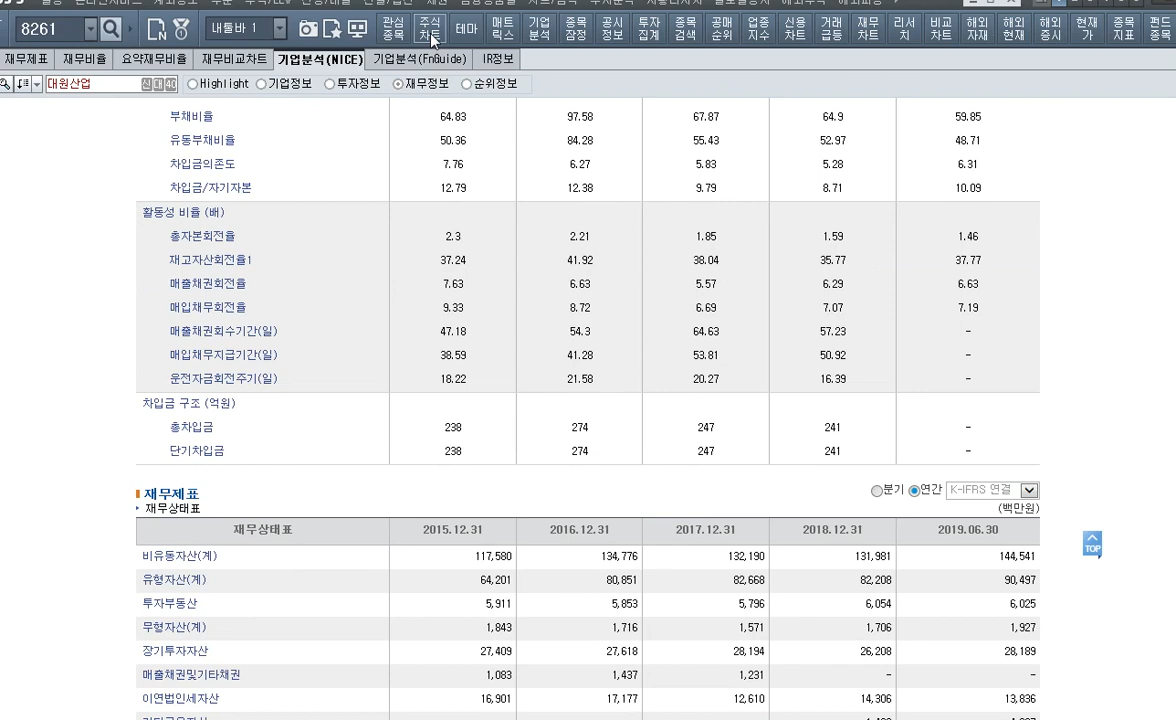 8261 내툴바 1 관심종목 주식차트 테마 매트릭스 기업분석 종목잠정 공시정보 투자집계 종목검색 공매순위 업종지수 신용차트 거래급등 재무차트 리서치 비교차트 해외자재 해외현재 해외증시 현재가 종목지표 펀드종목
재무제표 재무비율 요약재무비율 재무비교차트 기업분석(NICE) 기업분석(FnGuide) IR정보
대원산업 신 대 40 Highlight 기업정보 투자정보 재무정보 순위정보
부채비율 64.83 97.58 67.87 64.9 59.85
유동부채비율 50.36 84.28 55.43 52.97 48.71
차입금의존도 7.76 6.27 5.83 5.28 6.31
차입금/자기자본 12.79 12.38 9.79 8.71 10.09
활동성 비율 (배)
총자본회전율 2.3 2.21 1.85 1.59 1.46
재고자산회전율1 37.24 41.92 38.04 35.77 37.77
매출채권회전율 7.63 6.63 5.57 6.29 6.63
매입채무회전율 9.33 8.72 6.69 7.07 7.19
매출채권회수기간(일) 47.18 54.3 64.63 57.23 -
매입채무지급기간(일) 38.59 41.28 53.81 50.92 -
운전자금회전주기(일) 18.22 21.58 20.27 16.39 -
차입금 구조 (억원)
총차입금 238 274 247 241 -
단기차입금 238 274 247 241 -
재무제표 분기 연간 K-IFRS 연결
재무상태표 (백만원)
재무상태표 2015.12.31 2016.12.31 2017.12.31 2018.12.31 2019.06.30
비유동자산(계) 117,580 134,776 132,190 131,981 144,541
유형자산(계) 64,201 80,851 82,668 82,208 90,497
투자부동산 5,911 5,853 5,796 6,054 6,025
무형자산(계) 1,843 1,716 1,571 1,706 1,927
장기투자자산 27,409 27,618 28,194 26,208 28,189
매출채권및기타채권 1,083 1,437 1,231 - -
이연법인세자산 16,901 17,177 12,610 14,306 13,836
TOP